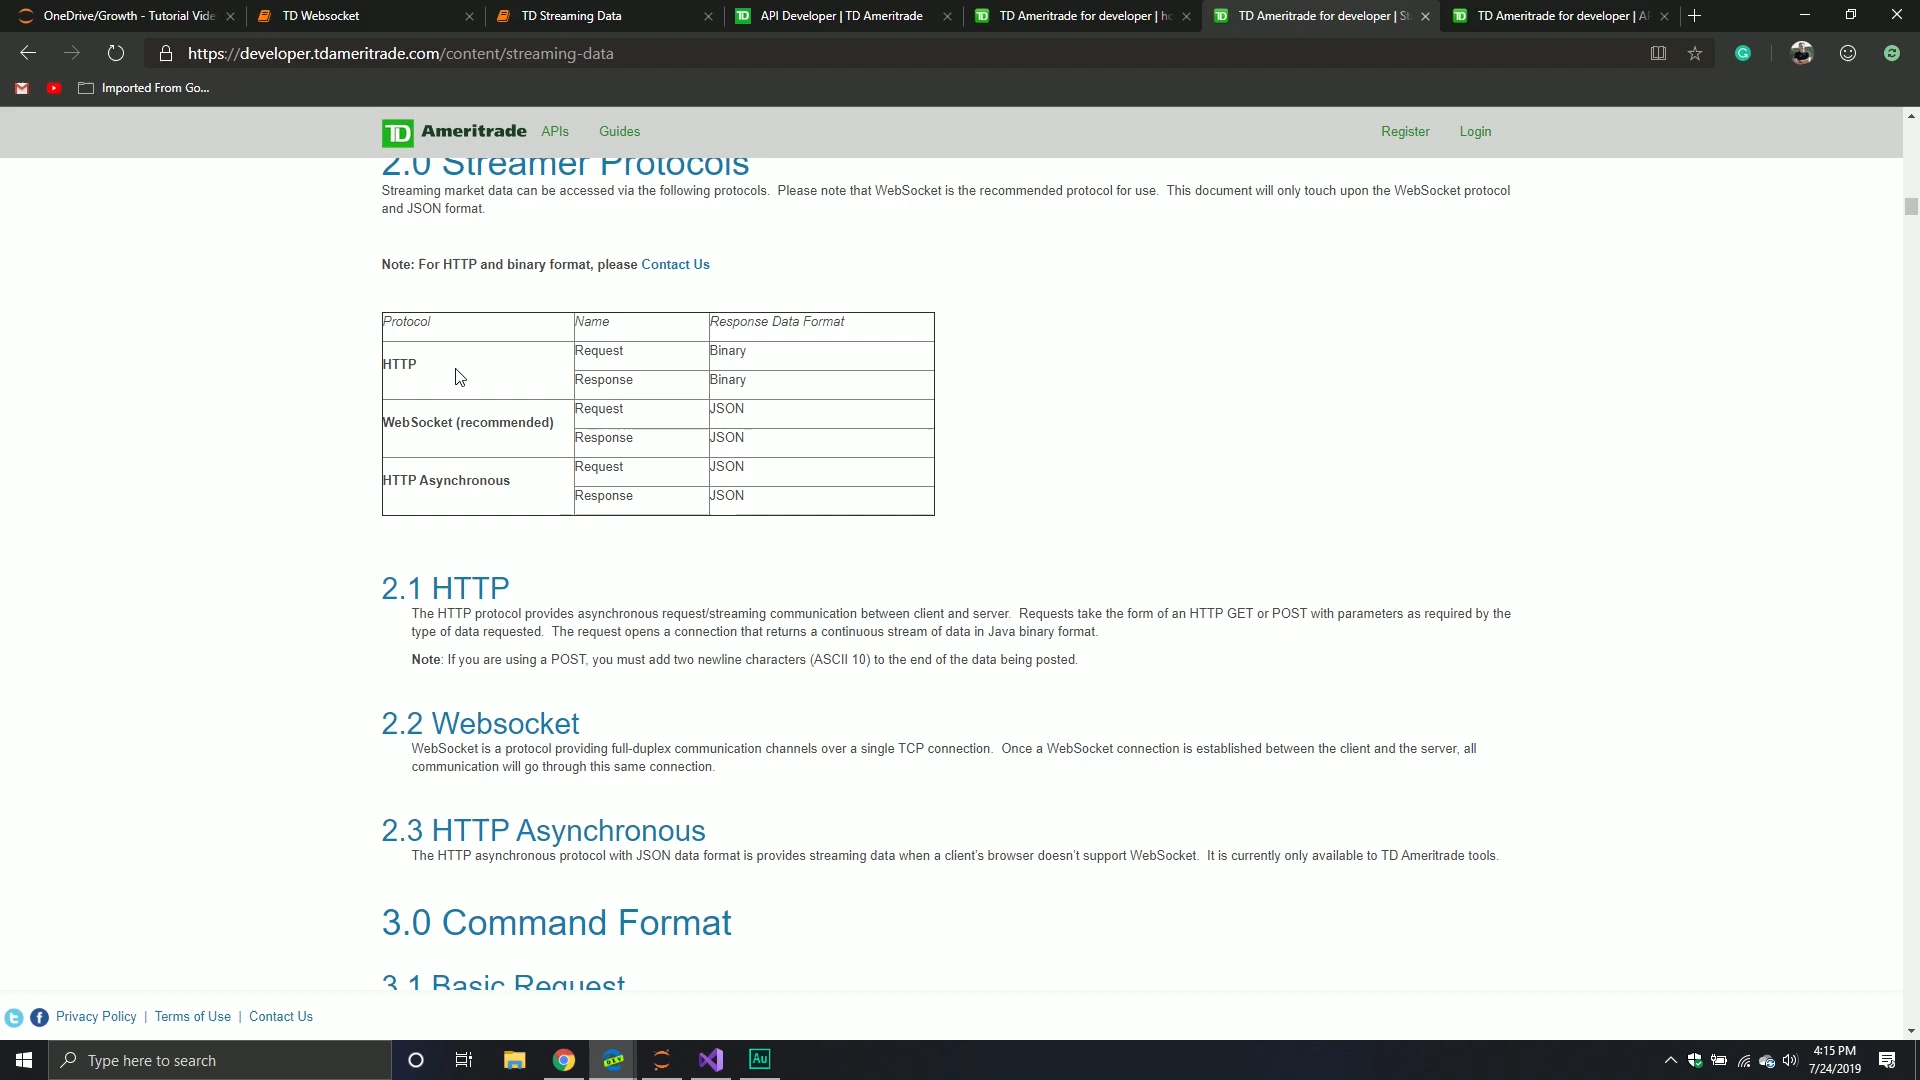 OneDrive/Growth - Tutorial Vide
TD Websocket
TD Streaming Data
TD API Developer | TD Ameritrade
TD TD Ameritrade for developer | ho
TD TD Ameritrade for developer | St
TD TD Ameritrade for developer | AP
https://developer.tdameritrade.com/content/streaming-data
G
Imported From Go...
TD Ameritrade
APIs
Guides
Register
Login
2.0 Streamer Protocols
Streaming market data can be accessed via the following protocols. Please note that WebSocket is the recommended protocol for use. This document will only touch upon the WebSocket protocol
and JSON format.
Note: For HTTP and binary format, please Contact Us
Protocol Name Response Data Format
HTTP
Request Binary
Response Binary
WebSocket (recommended)
Request JSON
Response JSON
HTTP Asynchronous
Request JSON
Response JSON
2.1 HTTP
The HTTP protocol provides asynchronous request/streaming communication between client and server. Requests take the form of an HTTP GET or POST with parameters as required by the
type of data requested. The request opens a connection that returns a continuous stream of data in Java binary format.
Note: If you are using a POST, you must add two newline characters (ASCII 10) to the end of the data being posted.
2.2 Websocket
WebSocket is a protocol providing full-duplex communication channels over a single TCP connection. Once a WebSocket connection is established between the client and the server, all
communication will go through this same connection.
2.3 HTTP Asynchronous
The HTTP asynchronous protocol with JSON data format is provides streaming data when a client's browser doesn't support WebSocket. It is currently only available to TD Ameritrade tools.
3.0 Command Format
3.1 Basic Request
Privacy Policy | Terms of Use | Contact Us
Type here to search
DEV
Au
4:15 PM
7/24/2019